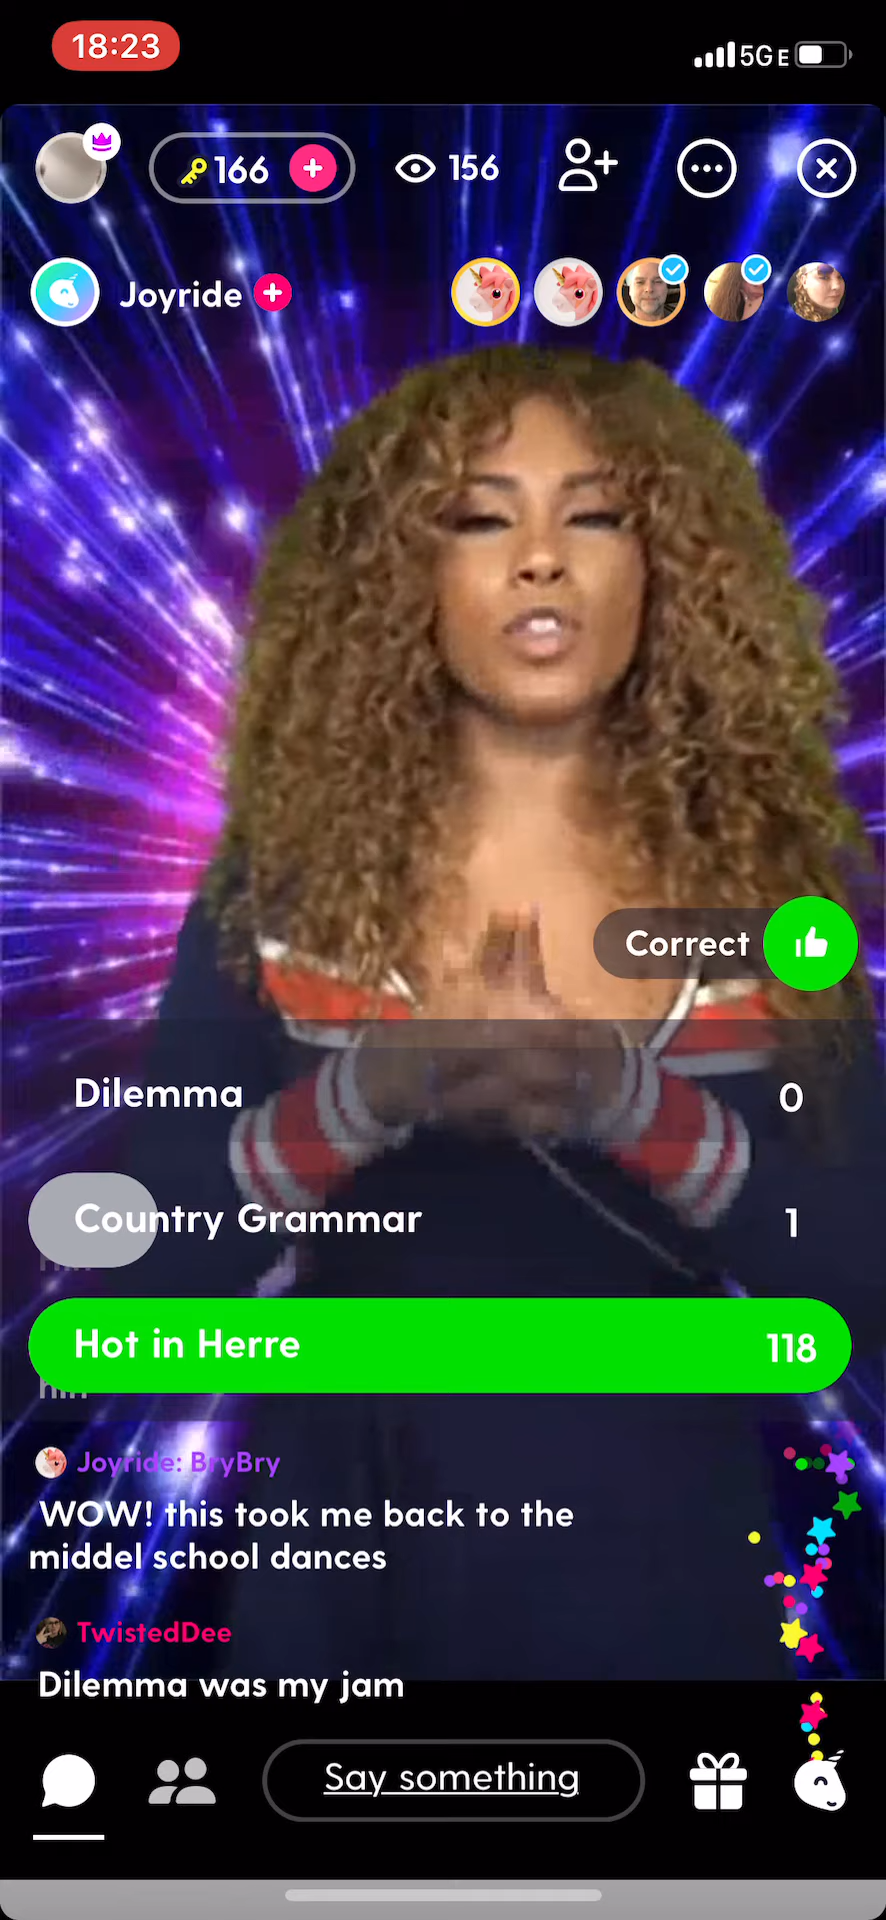 18:23
5G E
166
156
Joyride
Correct
Dilemma
0
Country Grammar
1
Hot in Herre
118
Joyride: BryBry
WOW! this took me back to the
middel school dances
TwistedDee
Dilemma was my jam
Say something